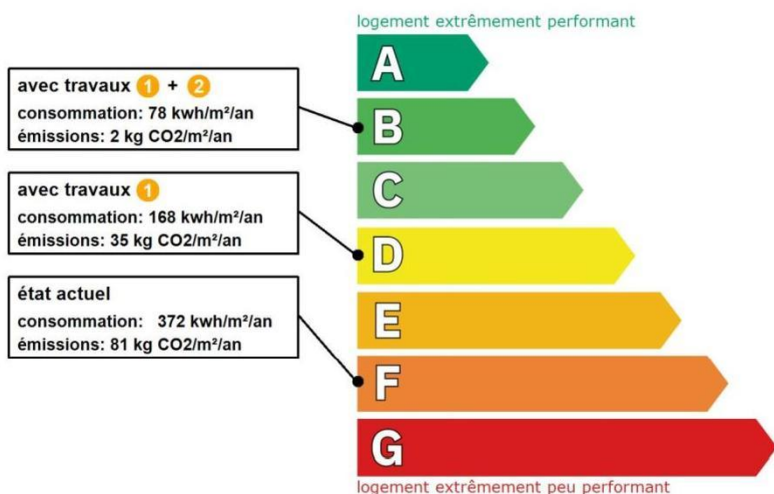 logement extrêmement performant
A
avec travaux 1 + 2
consommation: 78 kwh/m²/an
émissions: 2 kg CO2/m²/an
B
C
avec travaux 1
consommation: 168 kwh/m²/an
émissions: 35 kg CO2/m²/an
D
état actuel
consommation: 372 kwh/m²/an
émissions: 81 kg CO2/m²/an
E
F
G
logement extrêmement peu performant